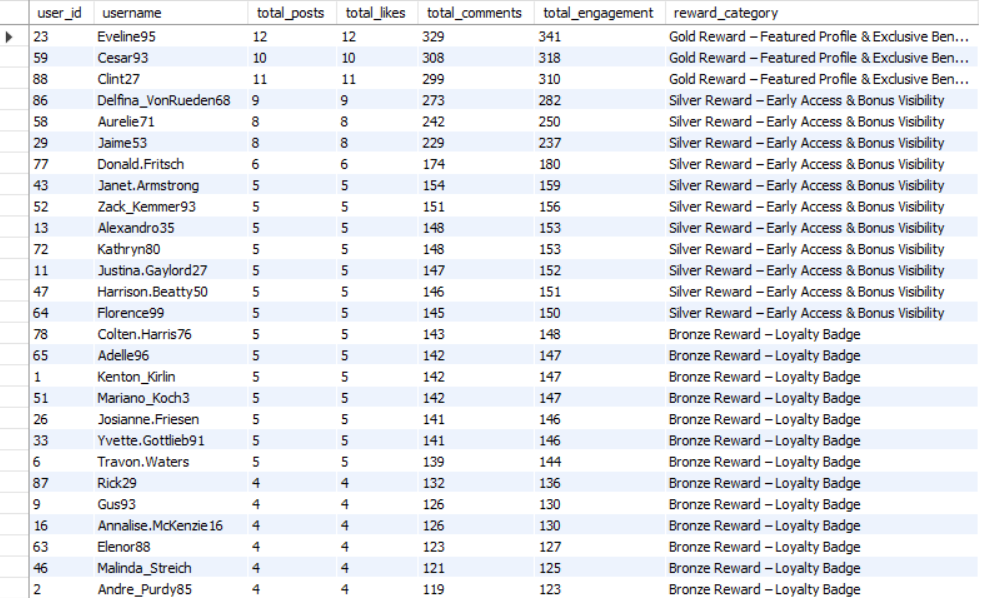 user_id username total_posts total_likes total_comments total_engagement reward_category
23 Eveline95 12 12 329 341 Gold Reward – Featured Profile & Exclusive Ben...
59 Cesar93 10 10 308 318 Gold Reward – Featured Profile & Exclusive Ben...
88 Clint27 11 11 299 310 Gold Reward – Featured Profile & Exclusive Ben...
86 Delfina_VonRueden68 9 9 273 282 Silver Reward – Early Access & Bonus Visibility
58 Aurelie71 8 8 242 250 Silver Reward – Early Access & Bonus Visibility
29 Jaime53 8 8 229 237 Silver Reward – Early Access & Bonus Visibility
77 Donald.Fritsch 6 6 174 180 Silver Reward – Early Access & Bonus Visibility
43 Janet.Armstrong 5 5 154 159 Silver Reward – Early Access & Bonus Visibility
52 Zack_Kemmer93 5 5 151 156 Silver Reward – Early Access & Bonus Visibility
13 Alexandro35 5 5 148 153 Silver Reward – Early Access & Bonus Visibility
72 Kathryn80 5 5 148 153 Silver Reward – Early Access & Bonus Visibility
11 Justina.Gaylord27 5 5 147 152 Silver Reward – Early Access & Bonus Visibility
47 Harrison.Beatty50 5 5 146 151 Silver Reward – Early Access & Bonus Visibility
64 Florence99 5 5 145 150 Silver Reward – Early Access & Bonus Visibility
78 Colten.Harris76 5 5 143 148 Bronze Reward – Loyalty Badge
65 Adelle96 5 5 142 147 Bronze Reward – Loyalty Badge
1 Kenton_Kirlin 5 5 142 147 Bronze Reward – Loyalty Badge
51 Mariano_Koch3 5 5 142 147 Bronze Reward – Loyalty Badge
26 Josianne.Friesen 5 5 141 146 Bronze Reward – Loyalty Badge
33 Yvette.Gottlieb91 5 5 141 146 Bronze Reward – Loyalty Badge
6 Travon.Waters 5 5 139 144 Bronze Reward – Loyalty Badge
87 Rick29 4 4 132 136 Bronze Reward – Loyalty Badge
9 Gus93 4 4 126 130 Bronze Reward – Loyalty Badge
16 Annalise.McKenzie16 4 4 126 130 Bronze Reward – Loyalty Badge
63 Elenor88 4 4 123 127 Bronze Reward – Loyalty Badge
46 Malinda_Streich 4 4 121 125 Bronze Reward – Loyalty Badge
2 Andre_Purdy85 4 4 119 123 Bronze Reward – Loyalty Badge